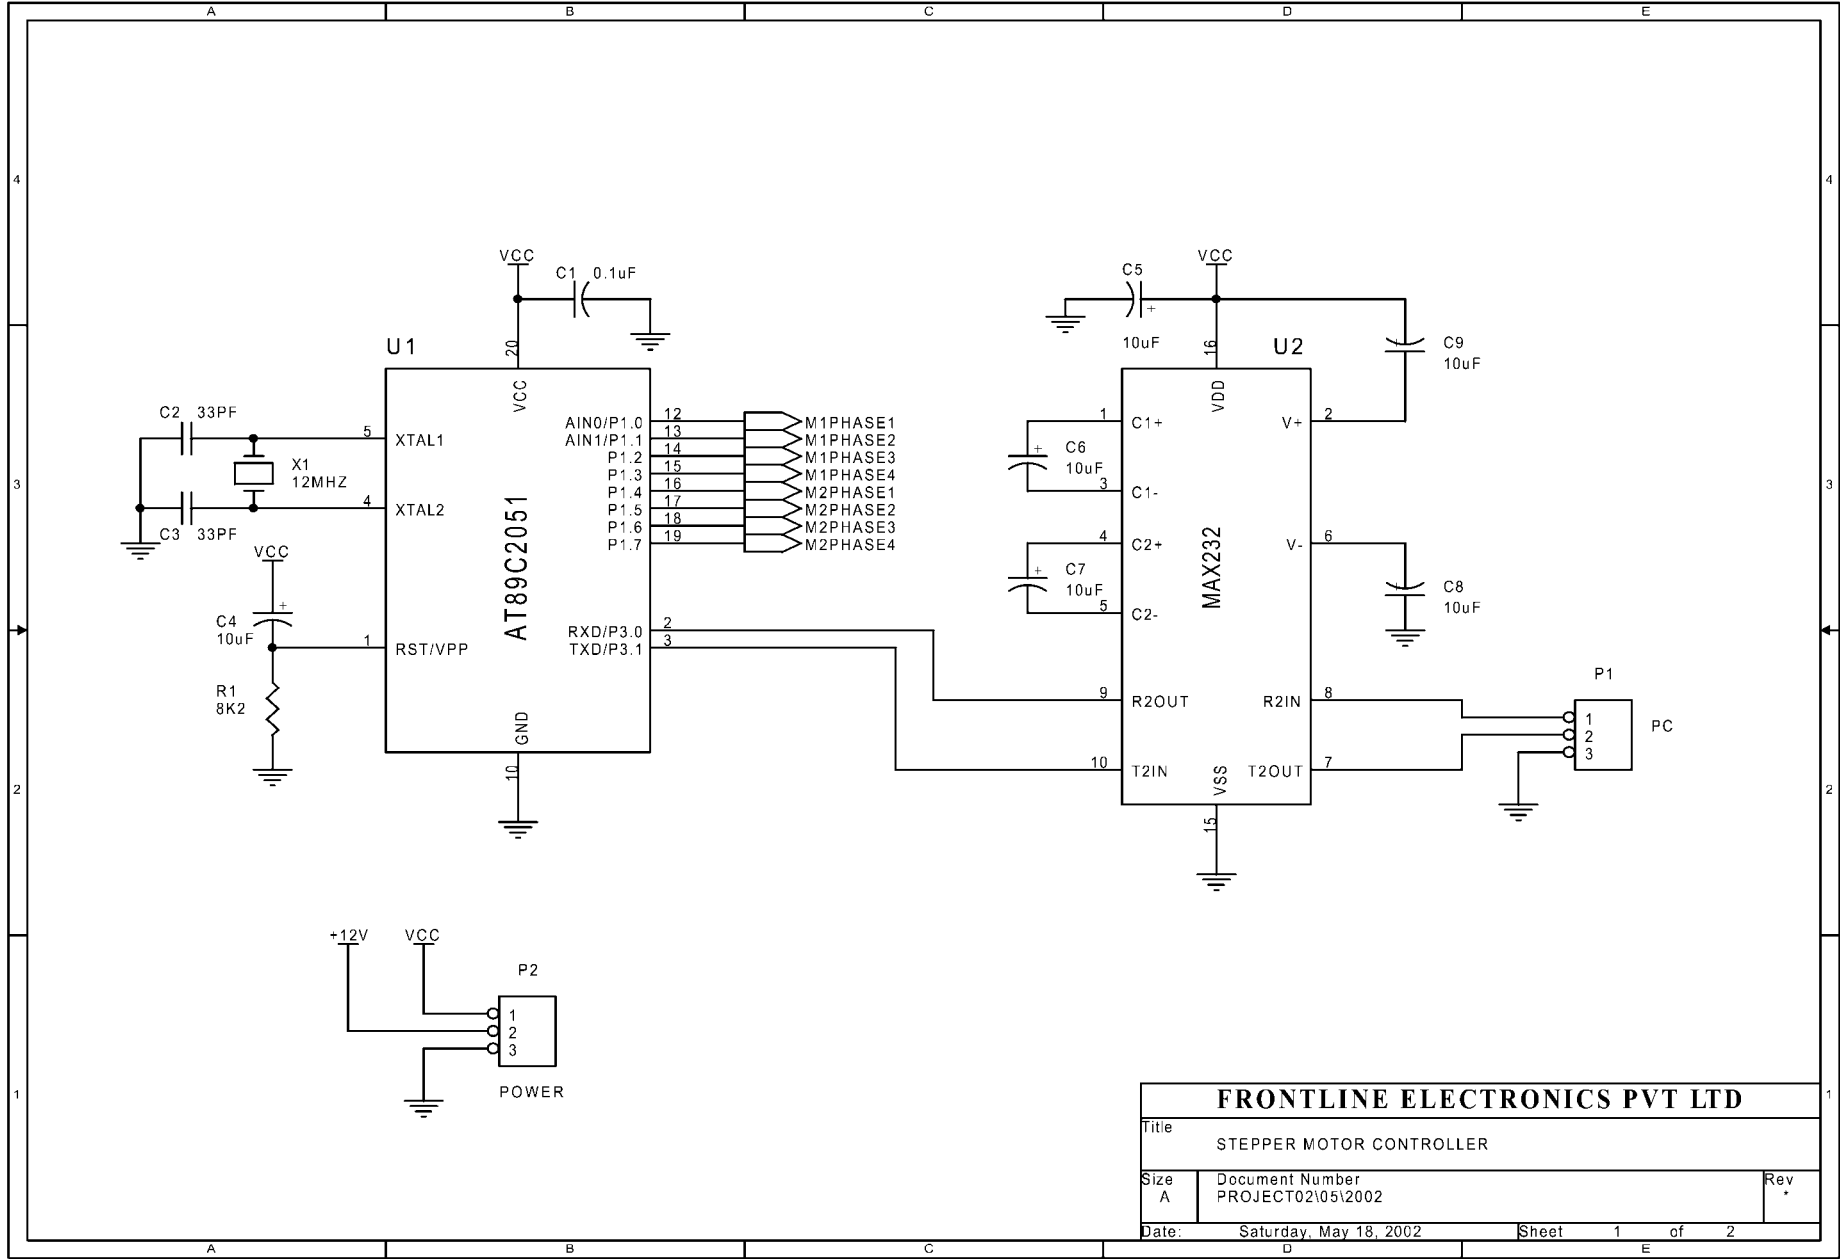 A B C D E
4 4
VCC
C1 0.1uF
C5
VCC
10uF
U1
20
16
U2
C9
10uF
VCC
VDD
C2 33PF
5 XTAL1
X1
12MHZ
4 XTAL2
C3 33PF
3 3
AIN0/P1.0 12 M1PHASE1
AIN1/P1.1 13 M1PHASE2
P1.2 14 M1PHASE3
P1.3 15 M1PHASE4
P1.4 16 M2PHASE1
P1.5 17 M2PHASE2
P1.6 18 M2PHASE3
P1.7 19 M2PHASE4
1 C1+
V+ 2
+ C6
10uF
3 C1-
4 C2+
V- 6
+ C7
10uF
5 C2-
C8
10uF
AT89C2051
MAX232
VCC
+
C4
10uF
1 RST/VPP
R1
8K2
RXD/P3.0 2
TXD/P3.1 3
GND
10
9 R2OUT
R2IN 8
10 T2IN
T2OUT 7
VSS
15
P1
1
2
3
PC
2 2
+12V VCC
P2
1
2
3
POWER
1 1
FRONTLINE ELECTRONICS PVT LTD
Title
STEPPER MOTOR CONTROLLER
Size Document Number Rev
A PROJECT02\05\2002 *
Date: Saturday, May 18, 2002 Sheet 1 of 2
A B C D E